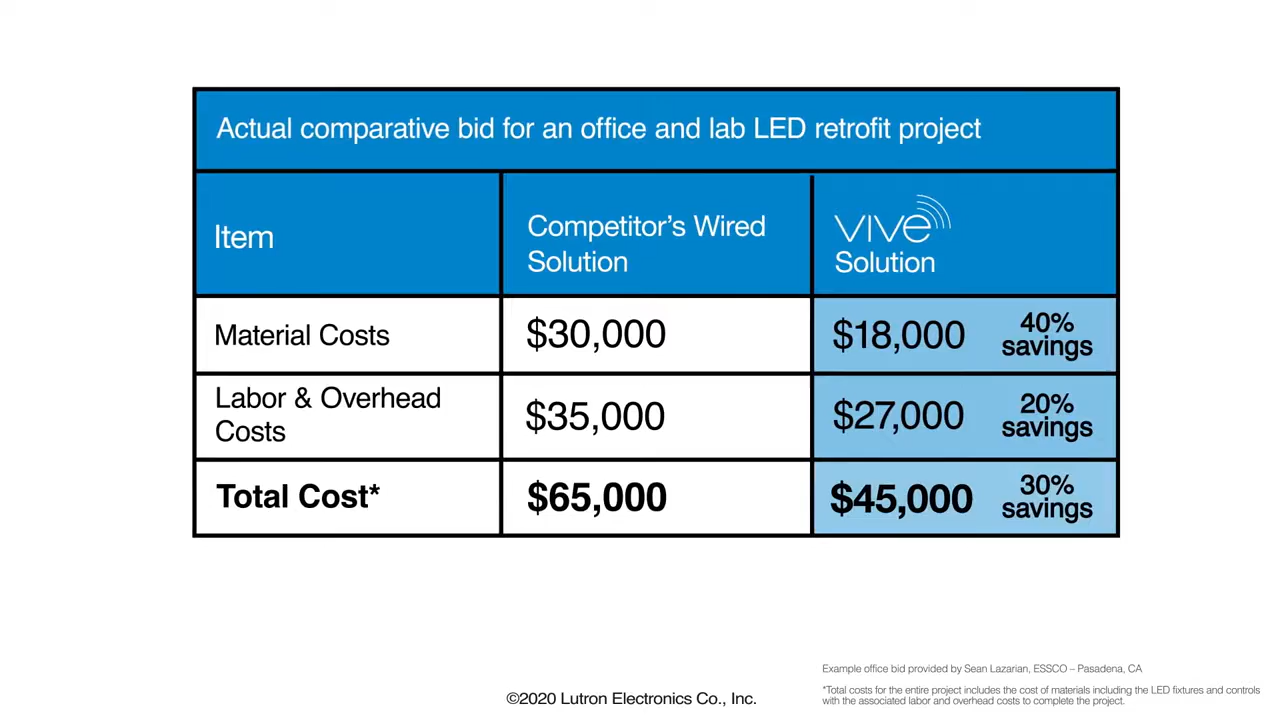 Actual comparative bid for an office and lab LED retrofit project
Item
Competitor's Wired
Solution
vive
Solution
Material Costs
$30,000
$18,000
40%
savings
Labor & Overhead
Costs
$35,000
$27,000
20%
savings
Total Cost*
$65,000
$45,000
30%
savings
Example office bid provided by Sean Lazarian, ESSCO – Pasadena, CA
*Total costs for the entire project includes the cost of materials including the LED fixtures and controls
with the associated labor and overhead costs to complete the project.
©2020 Lutron Electronics Co., Inc.